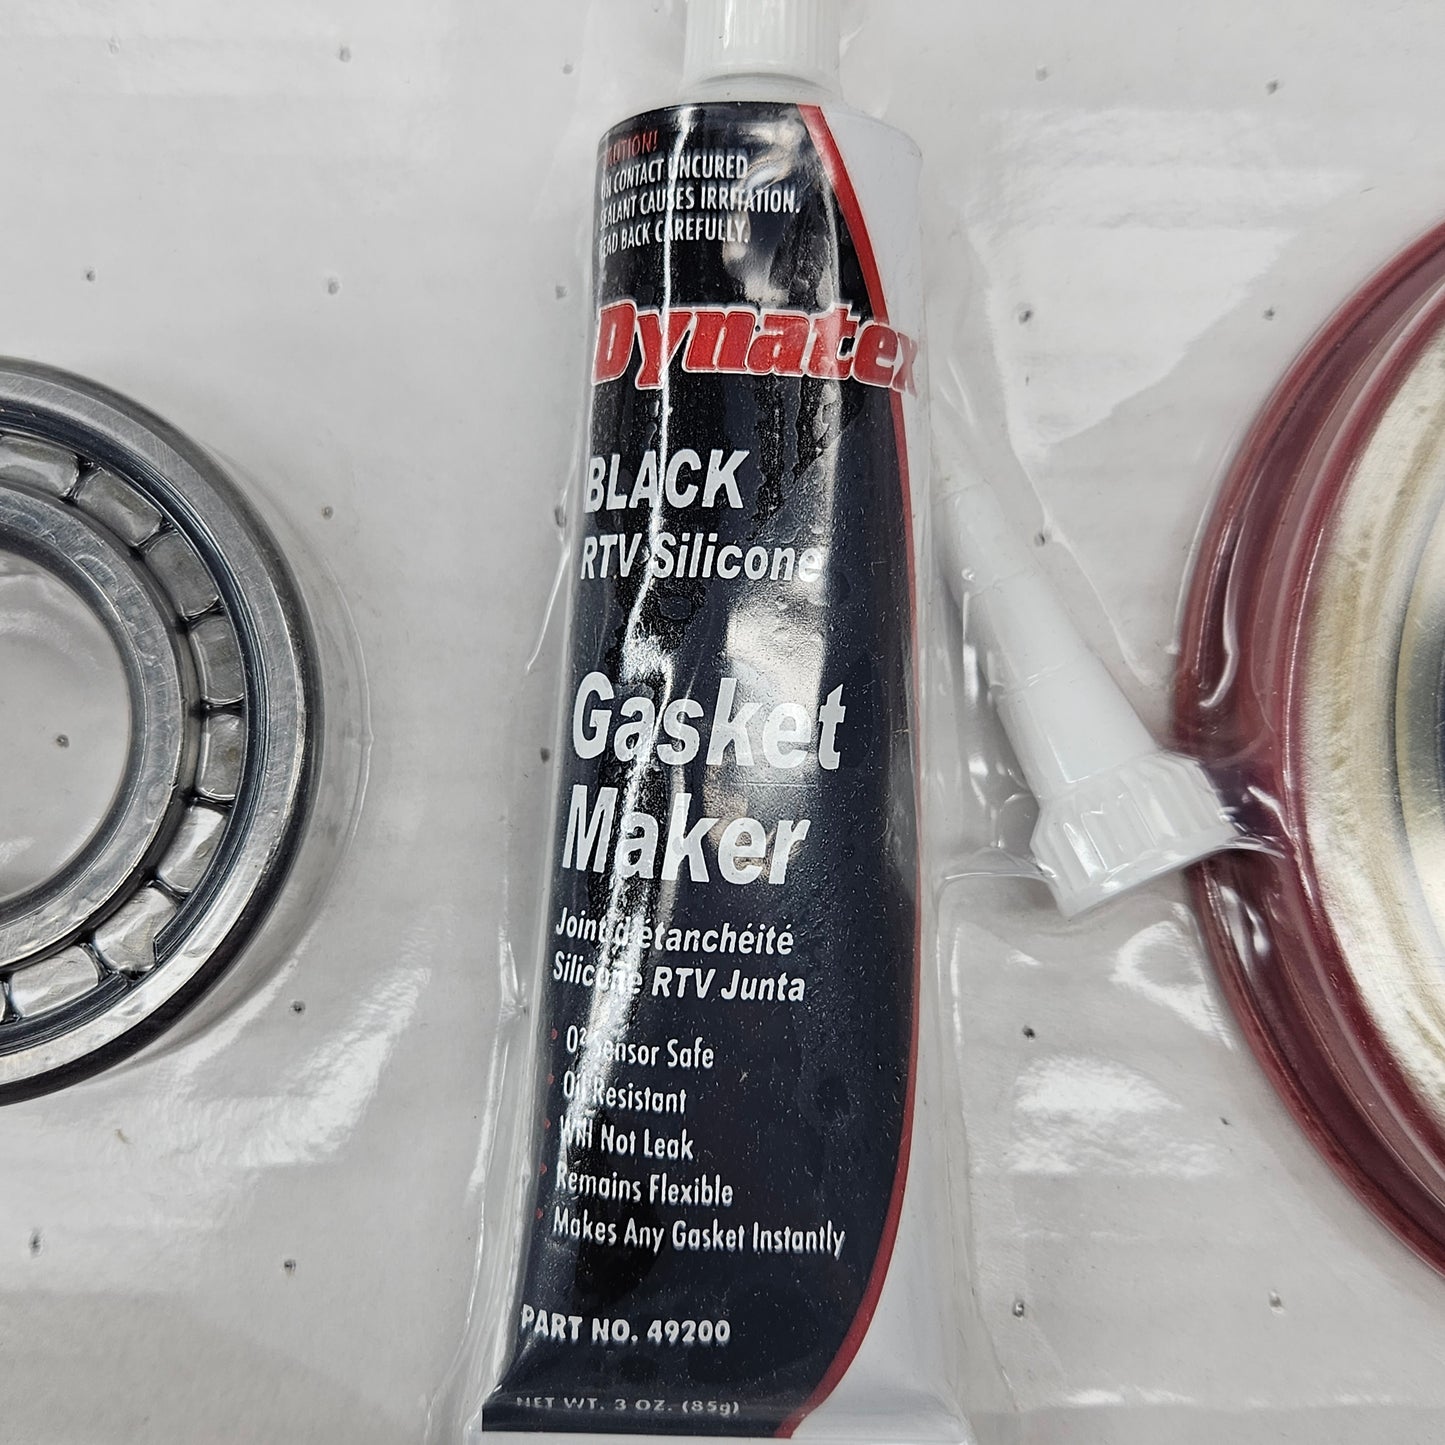 CAUTION!
CONTACT UNCURED
SEALANT CAUSES IRRITATION.
READ BACK CAREFULLY.
Dynatex
BLACK
RTV Silicone
Gasket
Maker
Joint d'étanchéité
Silicone RTV Junta
• O² Sensor Safe
• Oil Resistant
• Will Not Leak
• Remains Flexible
• Makes Any Gasket Instantly
PART NO. 49200
NET WT. 3 OZ. (85g)